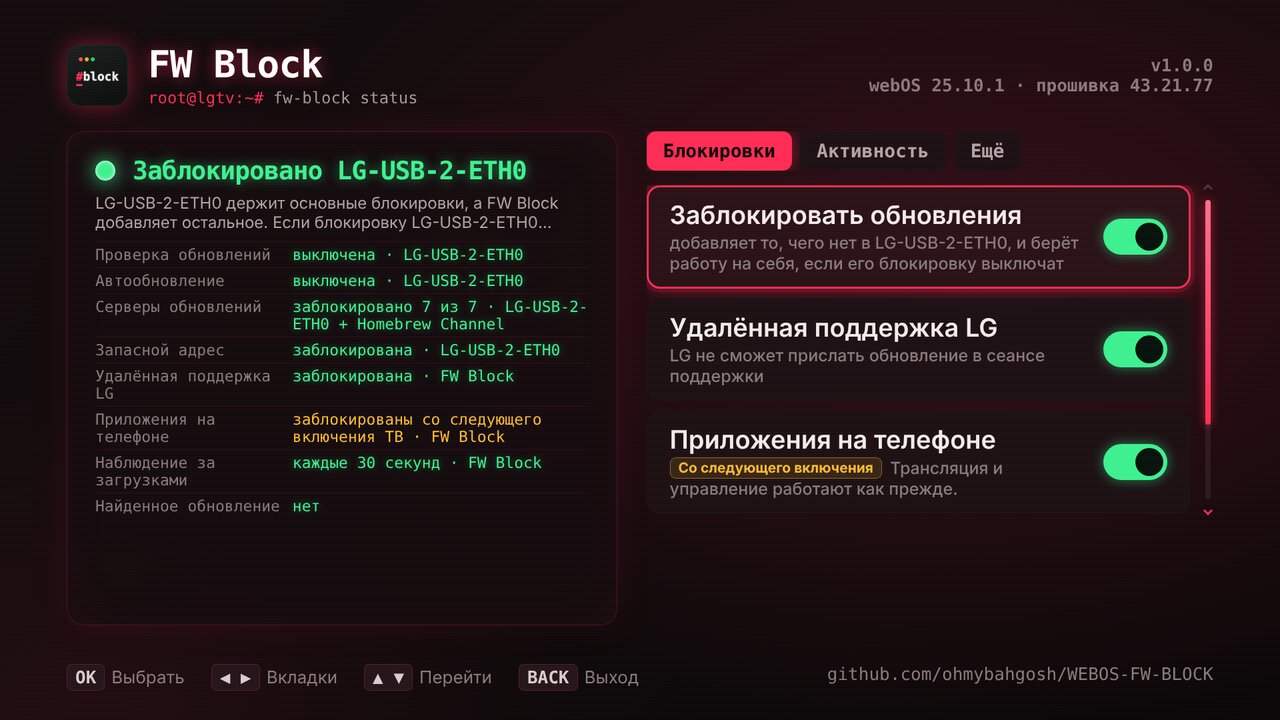 #block
FW Block
root@lgtv:~# fw-block status
v1.0.0
webOS 25.10.1 · прошивка 43.21.77
Заблокировано LG-USB-2-ETH0
LG-USB-2-ETH0 держит основные блокировки, а FW Block
добавляет остальное. Если блокировку LG-USB-2-ETH0...
Проверка обновлений выключена · LG-USB-2-ETH0
Автообновление выключена · LG-USB-2-ETH0
Серверы обновлений заблокировано 7 из 7 · LG-USB-2-
ETH0 + Homebrew Channel
Запасной адрес заблокирована · LG-USB-2-ETH0
Удалённая поддержка заблокирована · FW Block
LG
Приложения на заблокированы со следующего
телефоне включения ТВ · FW Block
Наблюдение за каждые 30 секунд · FW Block
загрузками
Найденное обновление нет
Блокировки Активность Ещё
Заблокировать обновления
добавляет то, чего нет в LG-USB-2-ETH0, и берёт
работу на себя, если его блокировку выключат
Удалённая поддержка LG
LG не сможет прислать обновление в сеансе
поддержки
Приложения на телефоне
Со следующего включения Трансляция и
управление работают как прежде.
OK Выбрать ◀ ▶ Вкладки ▲ ▼ Перейти BACK Выход
github.com/ohmybahgosh/WEBOS-FW-BLOCK